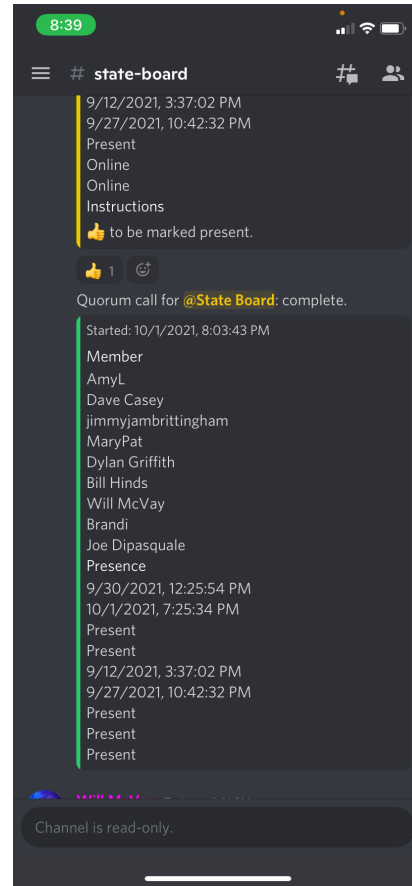 8:39
# state-board
9/12/2021, 3:37:02 PM
9/27/2021, 10:42:32 PM
Present
Online
Online
Instructions
👍 to be marked present.
👍 1
Quorum call for @State Board: complete.
Started: 10/1/2021, 8:03:43 PM
Member
AmyL
Dave Casey
jimmyjambrittingham
MaryPat
Dylan Griffith
Bill Hinds
Will McVay
Brandi
Joe Dipasquale
Presence
9/30/2021, 12:25:54 PM
10/1/2021, 7:25:34 PM
Present
Present
9/12/2021, 3:37:02 PM
9/27/2021, 10:42:32 PM
Present
Present
Present
Will McVay
Channel is read-only.